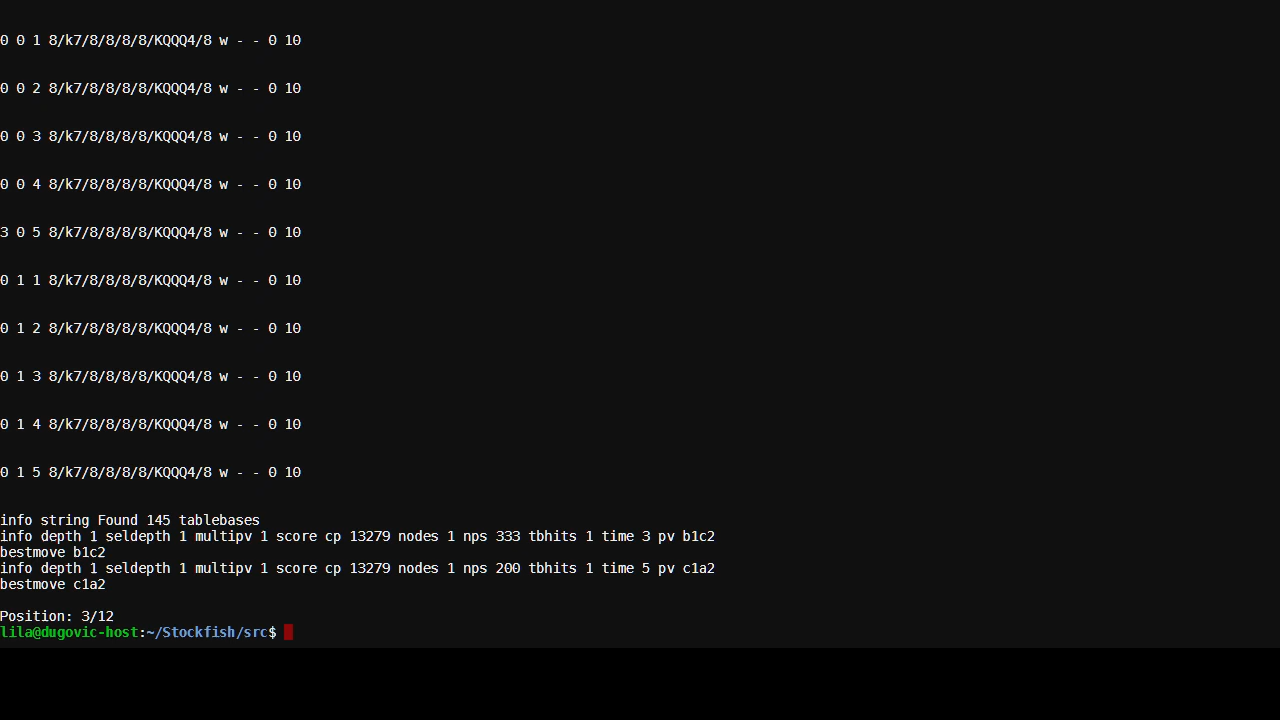 0 0 1 8/k7/8/8/8/8/KQQQ4/8 w - - 0 10
0 0 2 8/k7/8/8/8/8/KQQQ4/8 w - - 0 10
0 0 3 8/k7/8/8/8/8/KQQQ4/8 w - - 0 10
0 0 4 8/k7/8/8/8/8/KQQQ4/8 w - - 0 10
3 0 5 8/k7/8/8/8/8/KQQQ4/8 w - - 0 10
0 1 1 8/k7/8/8/8/8/KQQQ4/8 w - - 0 10
0 1 2 8/k7/8/8/8/8/KQQQ4/8 w - - 0 10
0 1 3 8/k7/8/8/8/8/KQQQ4/8 w - - 0 10
0 1 4 8/k7/8/8/8/8/KQQQ4/8 w - - 0 10
0 1 5 8/k7/8/8/8/8/KQQQ4/8 w - - 0 10
info string Found 145 tablebases
info depth 1 seldepth 1 multipv 1 score cp 13279 nodes 1 nps 333 tbhits 1 time 3 pv b1c2
bestmove b1c2
info depth 1 seldepth 1 multipv 1 score cp 13279 nodes 1 nps 200 tbhits 1 time 5 pv c1a2
bestmove c1a2
Position: 3/12
lila@dugovic-host:~/Stockfish/src$